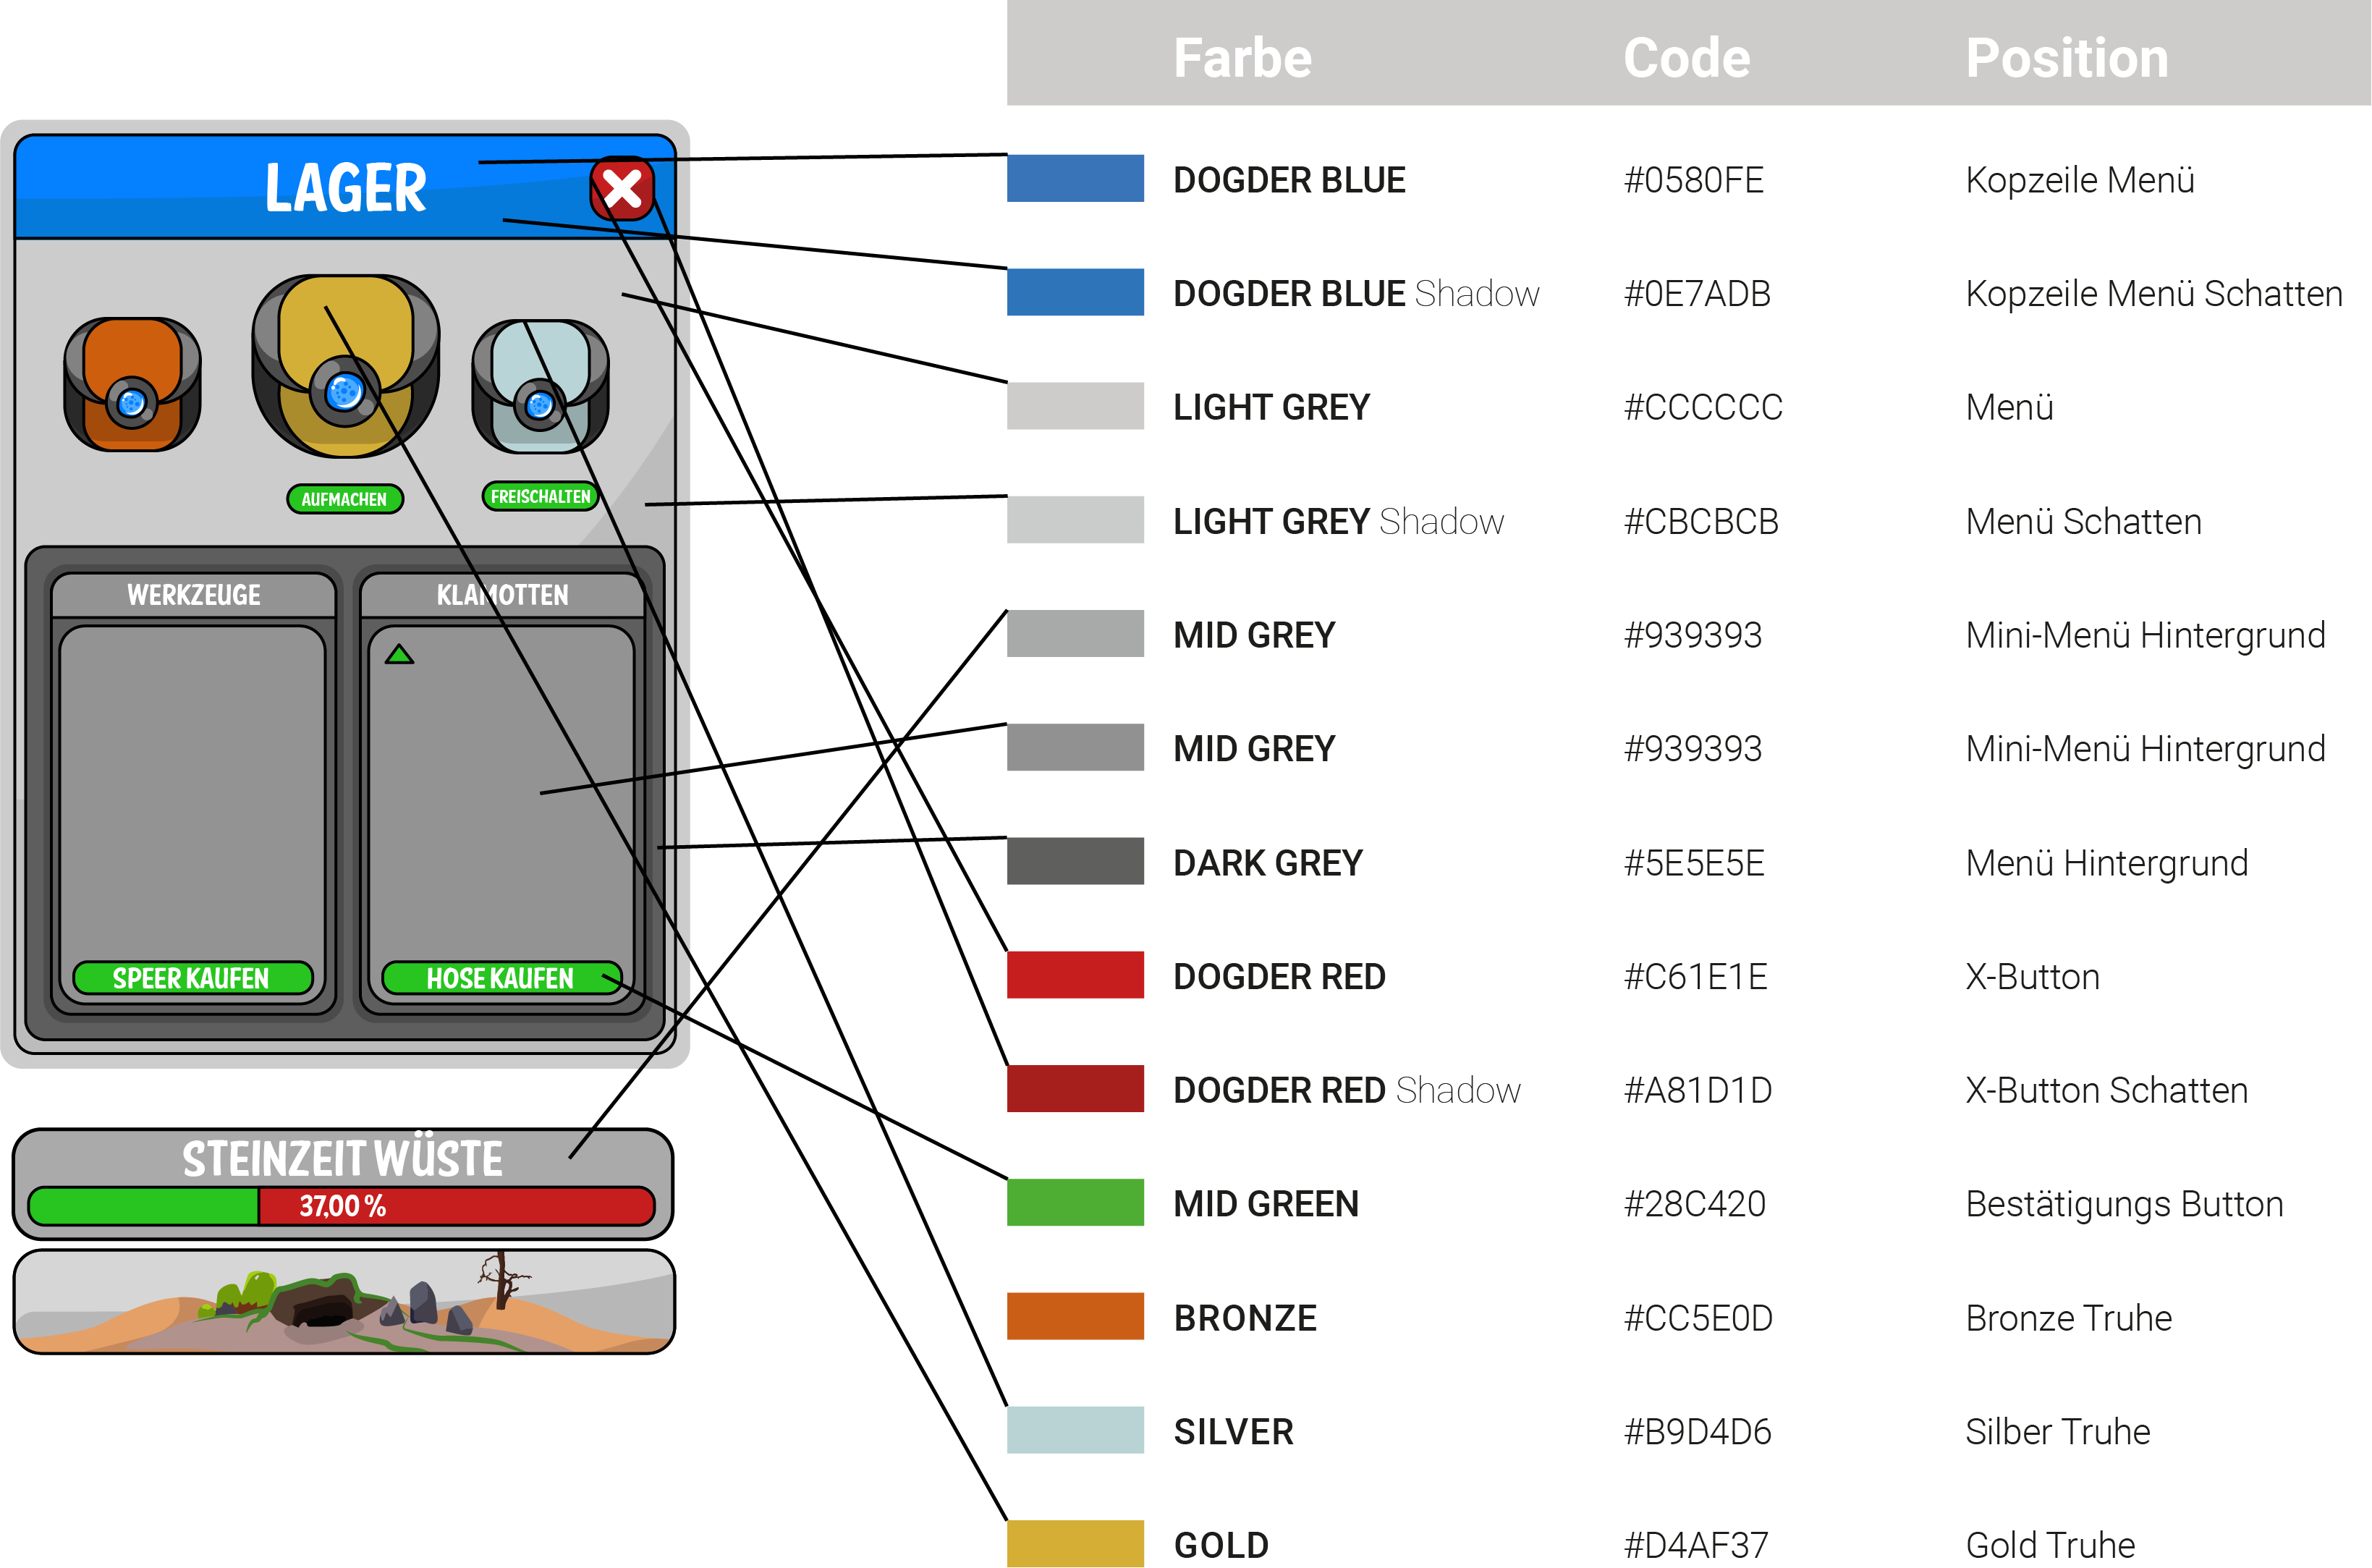 Farbe Code Position
LAGER
AUFMACHEN
FREISCHALTEN
WERKZEUGE
KLAMOTTEN
SPEER KAUFEN
HOSE KAUFEN
STEINZEIT WÜSTE
37,00 %
DOGDER BLUE #0580FE Kopzeile Menü
DOGDER BLUE Shadow #0E7ADB Kopzeile Menü Schatten
LIGHT GREY #CCCCCC Menü
LIGHT GREY Shadow #CBCBCB Menü Schatten
MID GREY #939393 Mini-Menü Hintergrund
MID GREY #939393 Mini-Menü Hintergrund
DARK GREY #5E5E5E Menü Hintergrund
DOGDER RED #C61E1E X-Button
DOGDER RED Shadow #A81D1D X-Button Schatten
MID GREEN #28C420 Bestätigungs Button
BRONZE #CC5E0D Bronze Truhe
SILVER #B9D4D6 Silber Truhe
GOLD #D4AF37 Gold Truhe